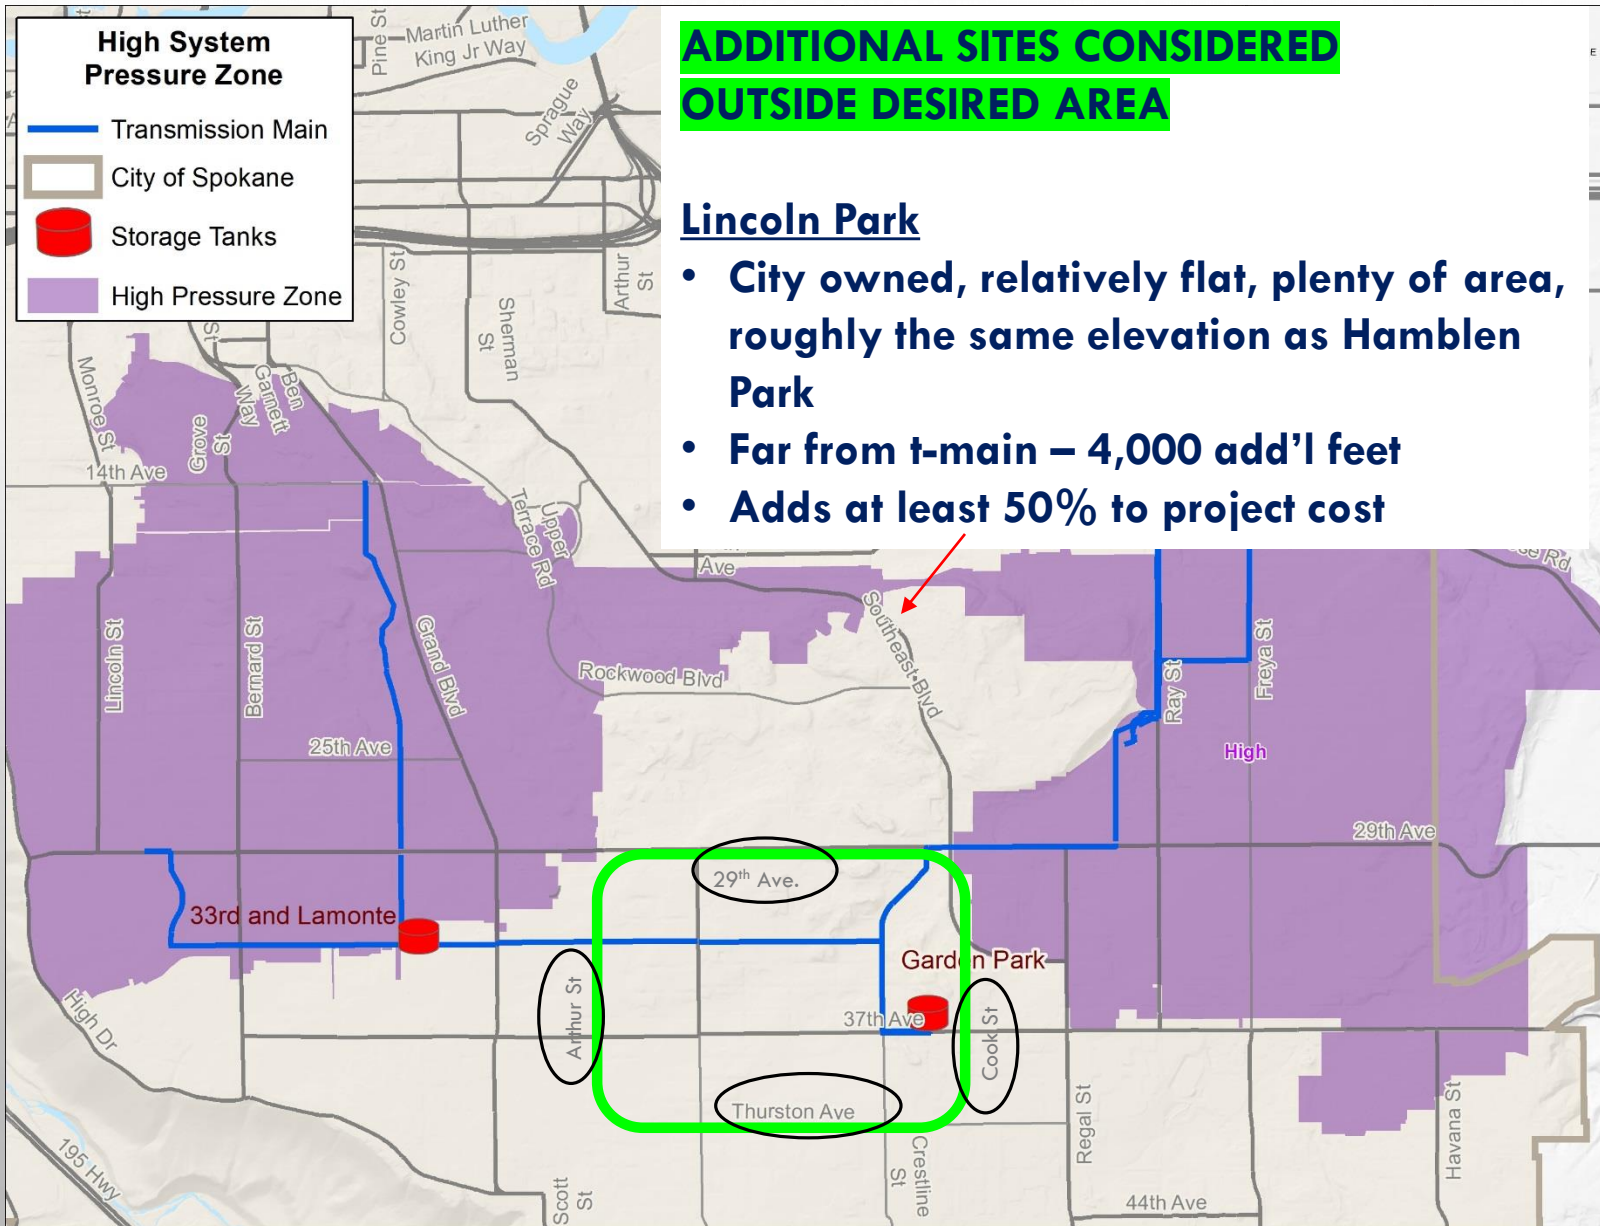 High System
Pressure Zone
Transmission Main
City of Spokane
Storage Tanks
High Pressure Zone
ADDITIONAL SITES CONSIDERED
OUTSIDE DESIRED AREA
Lincoln Park
• City owned, relatively flat, plenty of area,
roughly the same elevation as Hamblen
Park
• Far from t-main – 4,000 add’l feet
• Adds at least 50% to project cost
Pine St
Martin Luther
King Jr Way
Sprague
Way
Cowley St
Sherman
St
Arthur
St
Monroe St
Grove
St
St
Garnett
Way
Ben
14th Ave
Upper
Terrace Rd
Ave
Southeast Blvd
Lincoln St
Bernard St
Grand Blvd
Rockwood Blvd
Ray St
Freya St
High
25th Ave
29th Ave
29th Ave.
33rd and Lamonte
Garden Park
37th Ave
Arthur St
Cook St
High Dr
Thurston Ave
Regal St
Havana St
195 Hwy
Scott
St
Crestline
St
44th Ave
Rd
E